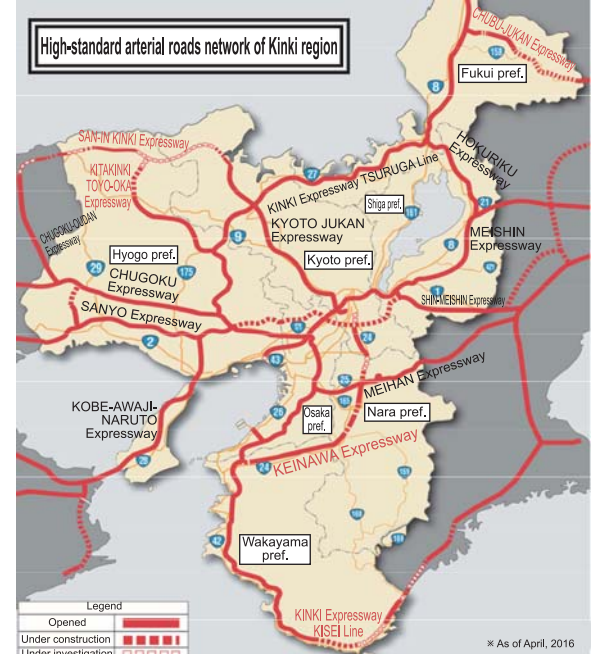 High-standard arterial roads network of Kinki region
CHUBU-JUKAN Expressway
158
Fukui pref.
8
SAN-IN KINKI Expressway
HOKURIKU
Expressway
KITAKINKI
TOYO-OKA
Expressway
27
KINKI Expressway TSURUGA Line
21
Shiga pref.
161
CHUGOKU-OUDAN
Expressway
9
KYOTO JUKAN
Expressway
MEISHIN
Expressway
8
Hyogo pref.
Kyoto pref.
29
175
CHUGOKU
Expressway
1
SHIN-MEISHIN Expressway
SANYO Expressway
2
24
43
25
MEIHAN Expressway
KOBE-AWAJI-
NARUTO
Expressway
26
Osaka
pref.
Nara pref.
28
24
KEINAWA Expressway
42
Wakayama
pref.
KINKI Expressway
KISEI Line
Legend
Opened
Under construction
Under investigation
※ As of April, 2016